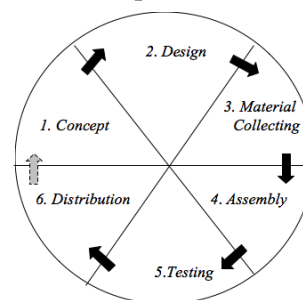 2. Design
1. Concept
3. Material
Collecting
6. Distribution
4. Assembly
5.Testing